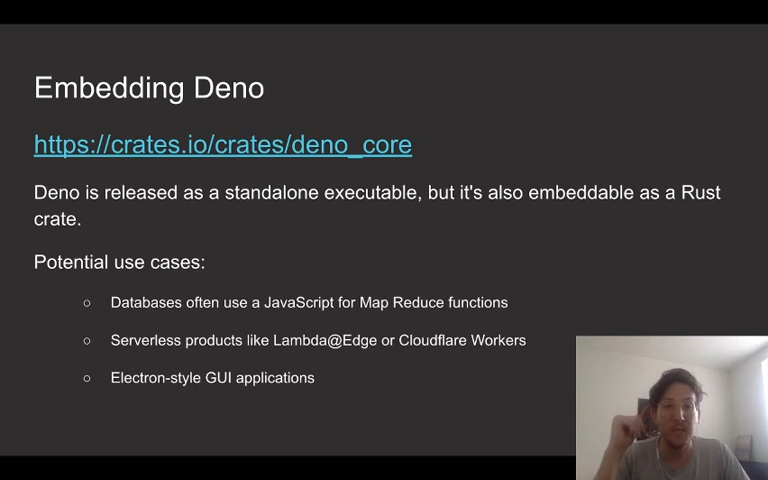 Embedding Deno
https://crates.io/crates/deno_core
Deno is released as a standalone executable, but it's also embeddable as a Rust
crate.
Potential use cases:
○ Databases often use a JavaScript for Map Reduce functions
○ Serverless products like Lambda@Edge or Cloudflare Workers
○ Electron-style GUI applications